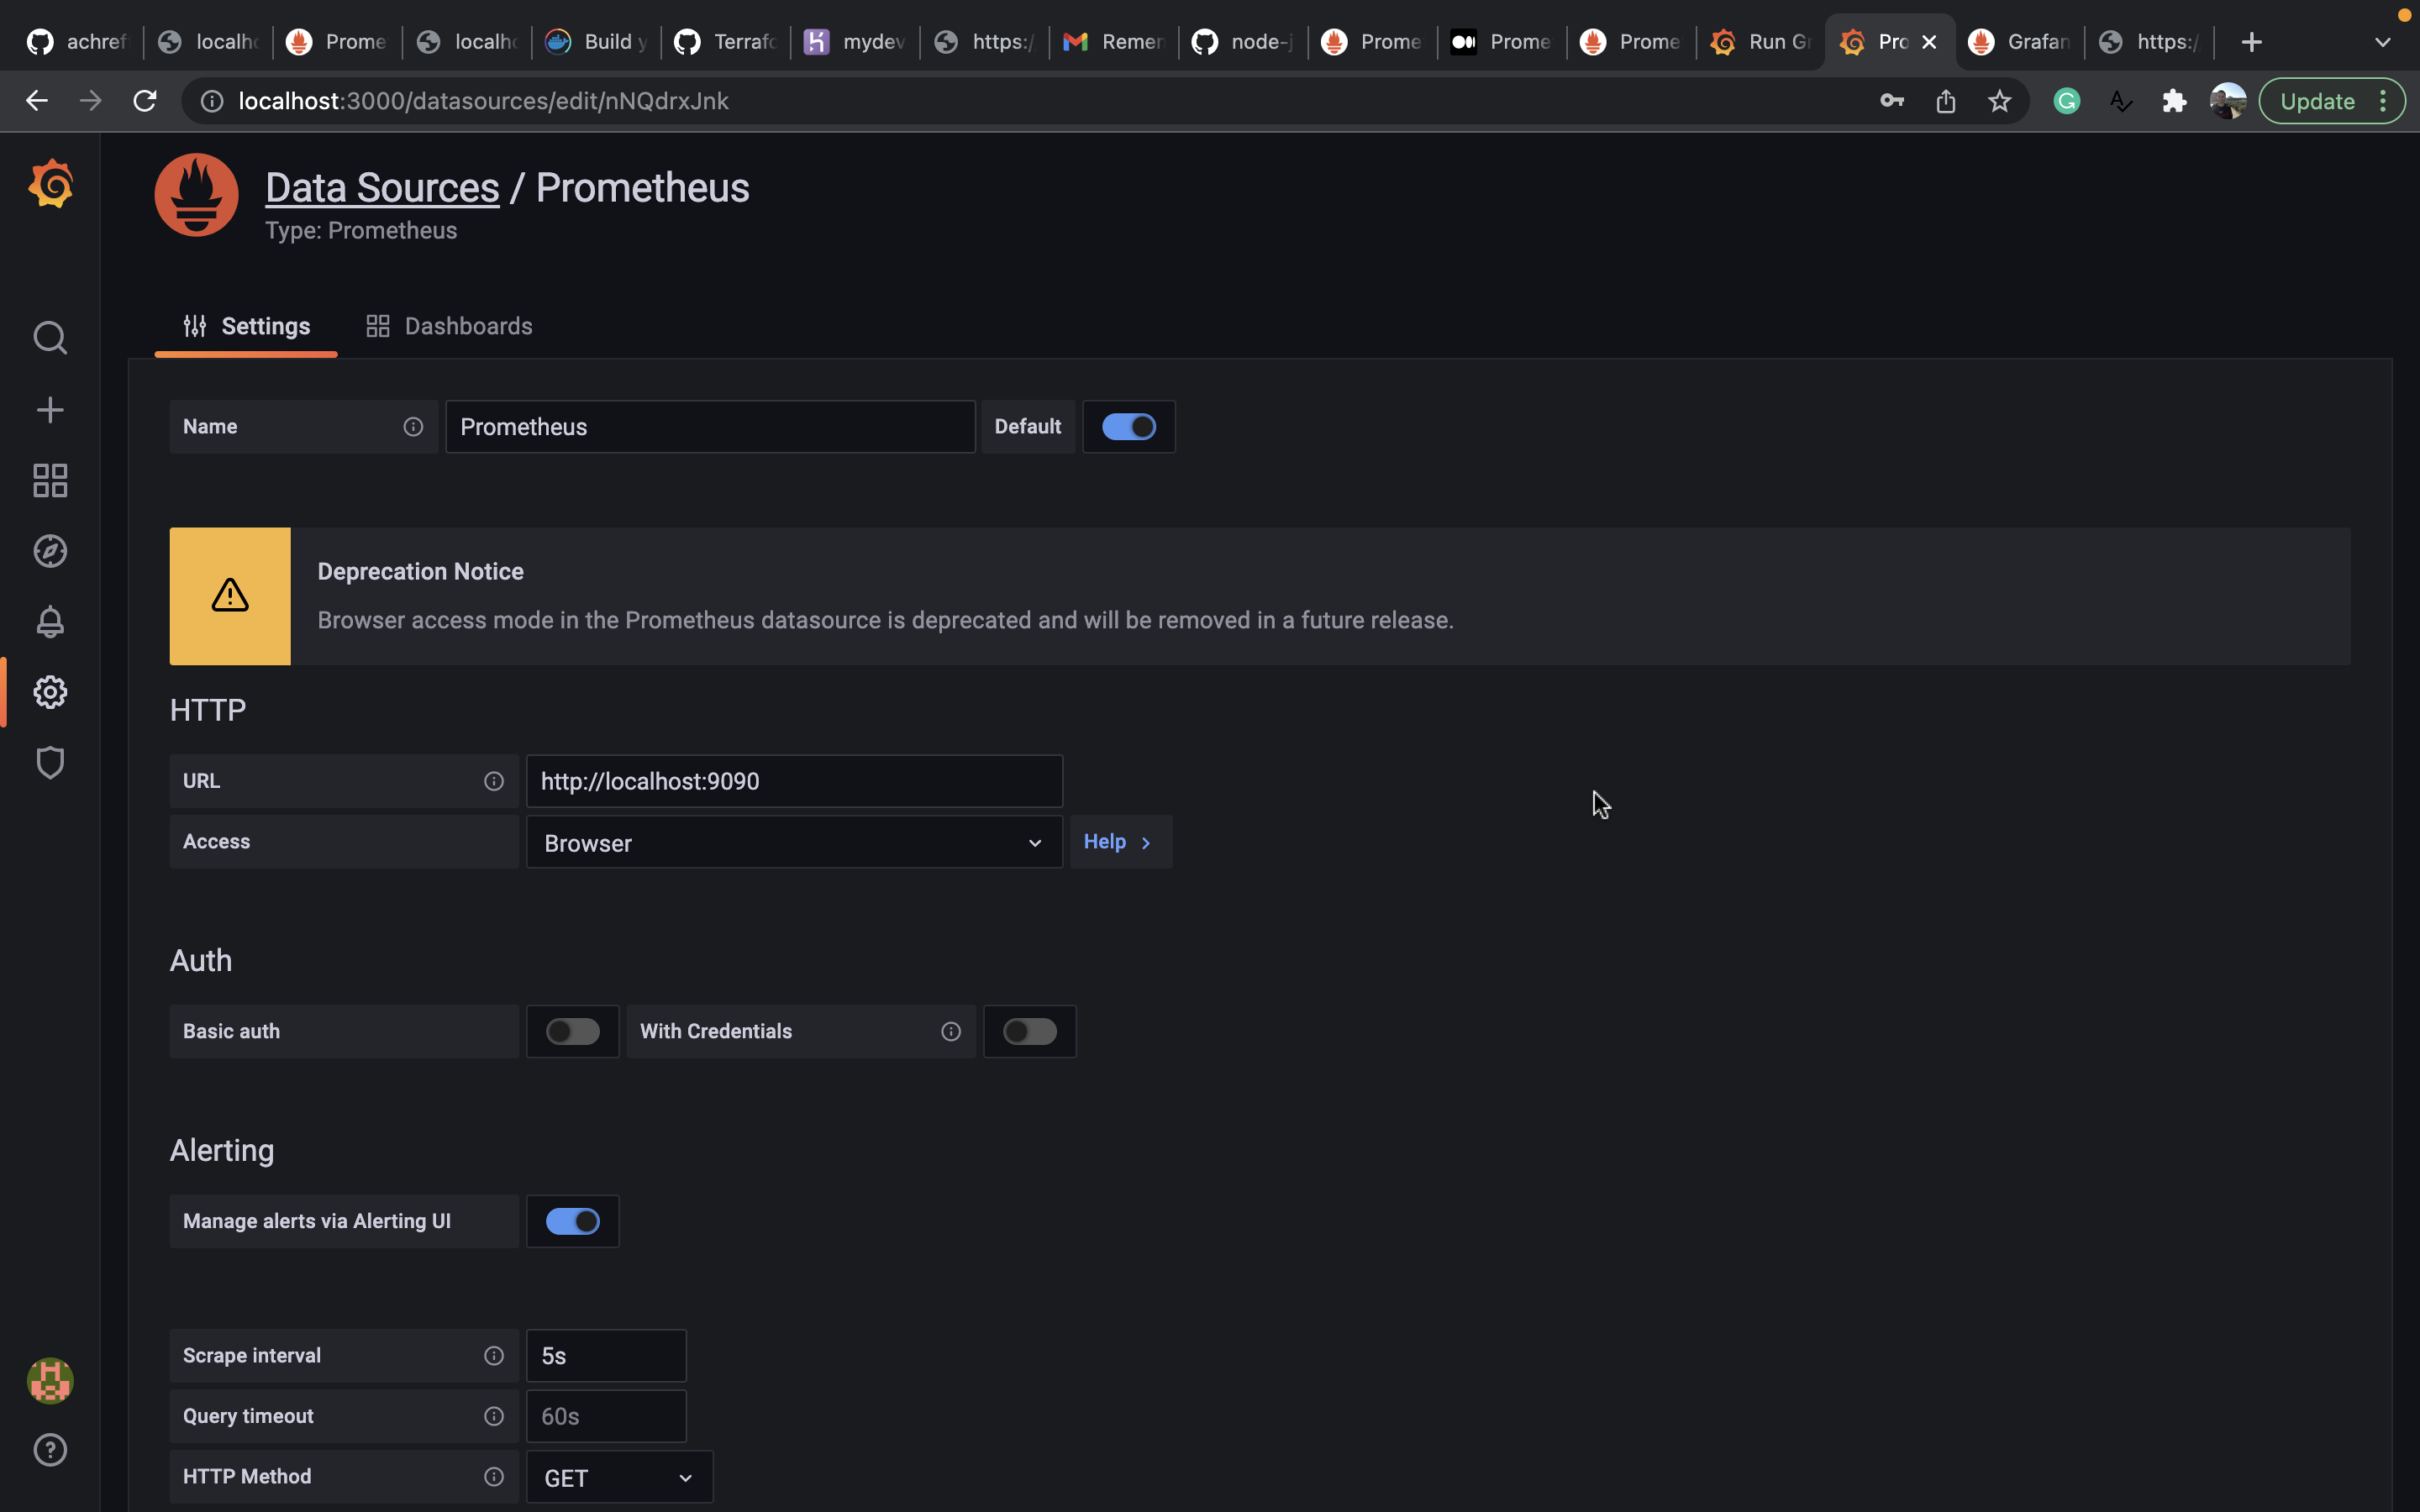 achref localho Prome localho Build y Terrafo mydev https:/ Remen node-j Prome Prome Prome Run Gr Pro Grafan https:/
localhost:3000/datasources/edit/nNQdrxJnk Update
Data Sources / Prometheus
Type: Prometheus
Settings Dashboards
Name Prometheus Default
Deprecation Notice
Browser access mode in the Prometheus datasource is deprecated and will be removed in a future release.
HTTP
URL http://localhost:9090
Access Browser Help
Auth
Basic auth With Credentials
Alerting
Manage alerts via Alerting UI
Scrape interval 5s
Query timeout 60s
HTTP Method GET